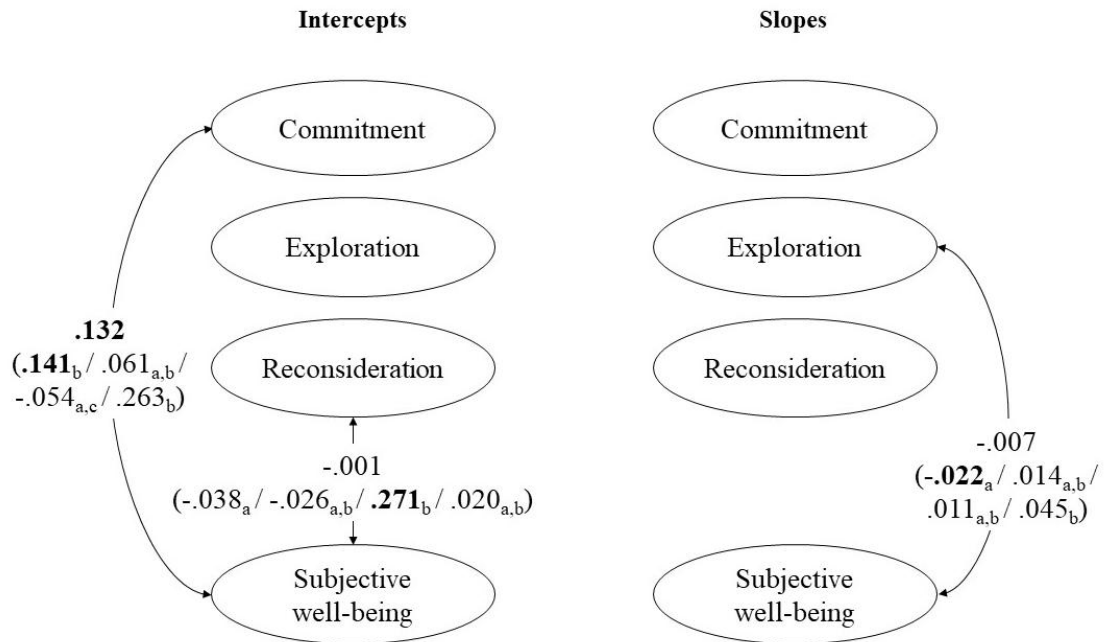 Intercepts
Slopes
Commitment
Commitment
Exploration
Exploration
Reconsideration
Reconsideration
.132
(.141b / .061a,b /
-.054a,c / .263b)
-.001
(-.038a / -.026a,b / .271b / .020a,b)
-.007
(-.022a / .014a,b /
.011a,b / .045b)
Subjective
well-being
Subjective
well-being